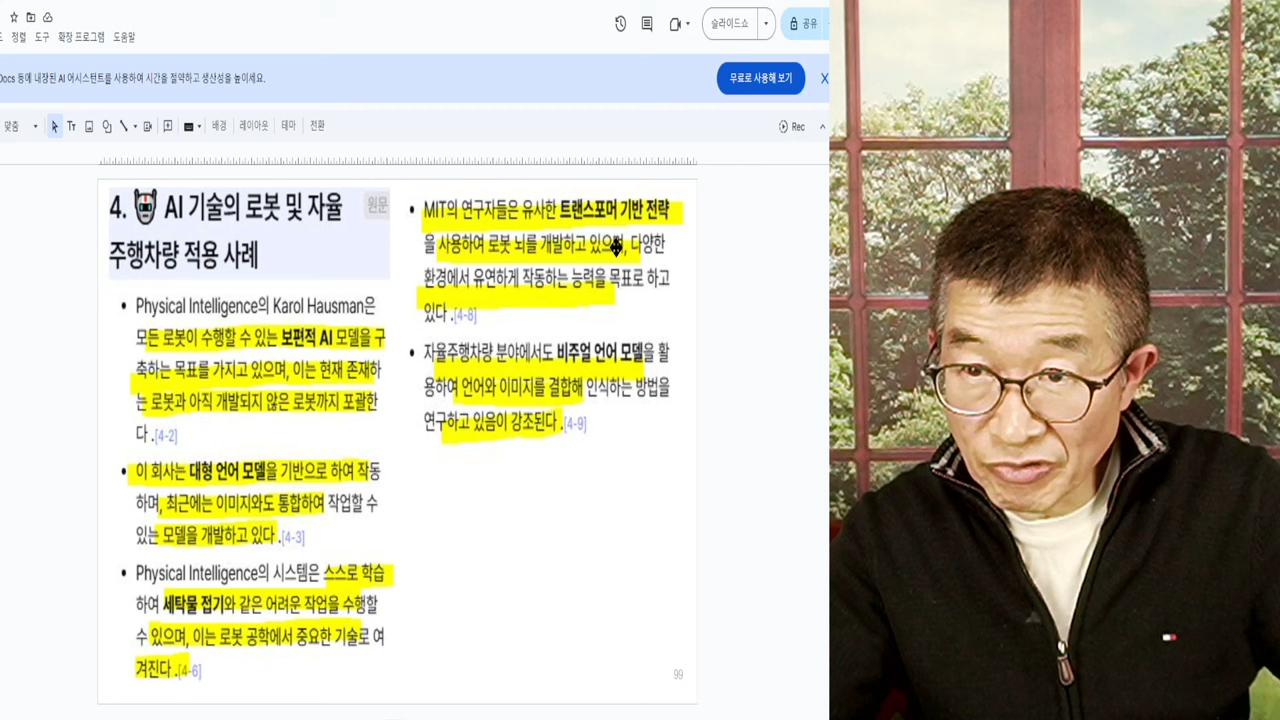 정렬 도구 확장 프로그램 도움말
슬라이드쇼
공유
Docs 등에 내장된 AI 어시스턴트를 사용하여 시간을 절약하고 생산성을 높이세요.
무료로 사용해 보기
맞춤
배경 레이아웃 테마 전환
Rec
4. AI 기술의 로봇 및 자율
원문
주행차량 적용 사례
• Physical Intelligence의 Karol Hausman은
모든 로봇이 수행할 수 있는 보편적 AI 모델을 구
축하는 목표를 가지고 있으며, 이는 현재 존재하
는 로봇과 아직 개발되지 않은 로봇까지 포괄한
다 .[4-2]
• 이 회사는 대형 언어 모델을 기반으로 하여 작동
하며, 최근에는 이미지와도 통합하여 작업할 수
있는 모델을 개발하고 있다 .[4-3]
• Physical Intelligence의 시스템은 스스로 학습
하여 세탁물 접기와 같은 어려운 작업을 수행할
수 있으며, 이는 로봇 공학에서 중요한 기술로 여
겨진다 .[4-6]
• MIT의 연구자들은 유사한 트랜스포머 기반 전략
을 사용하여 로봇 뇌를 개발하고 있으며, 다양한
환경에서 유연하게 작동하는 능력을 목표로 하고
있다 .[4-8]
• 자율주행차량 분야에서도 비주얼 언어 모델을 활
용하여 언어와 이미지를 결합해 인식하는 방법을
연구하고 있음이 강조된다 .[4-9]
99